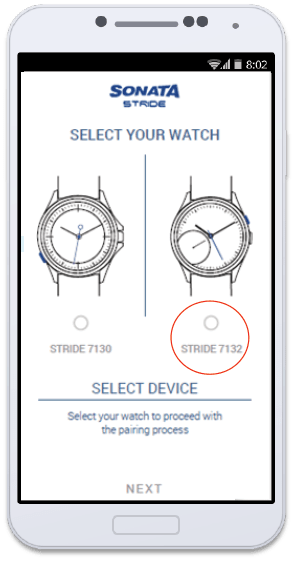 8:02
SONATA
STRIDE
SELECT YOUR WATCH
STRIDE 7130
STRIDE 7132
SELECT DEVICE
Select your watch to proceed with
the pairing process
NEXT